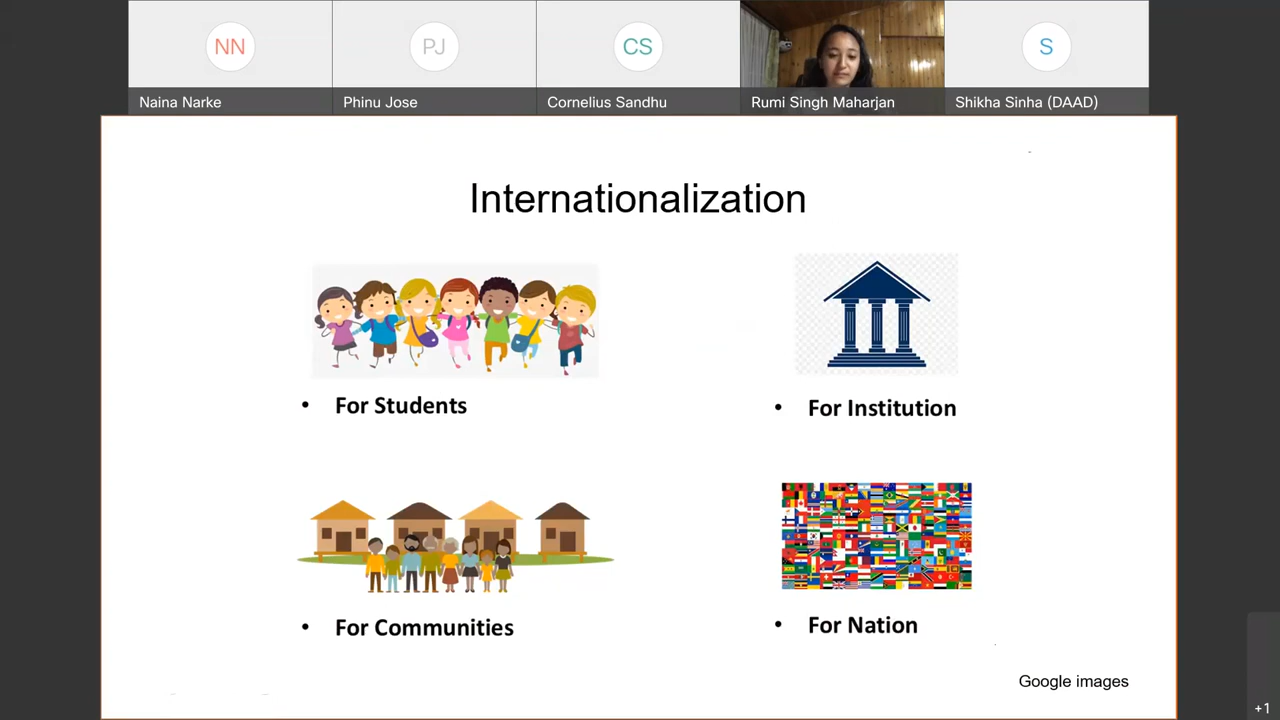 NN
PJ
CS
S
Naina Narke
Phinu Jose
Cornelius Sandhu
Rumi Singh Maharjan
Shikha Sinha (DAAD)
Internationalization
• For Students
• For Institution
• For Communities
• For Nation
Google images
+1